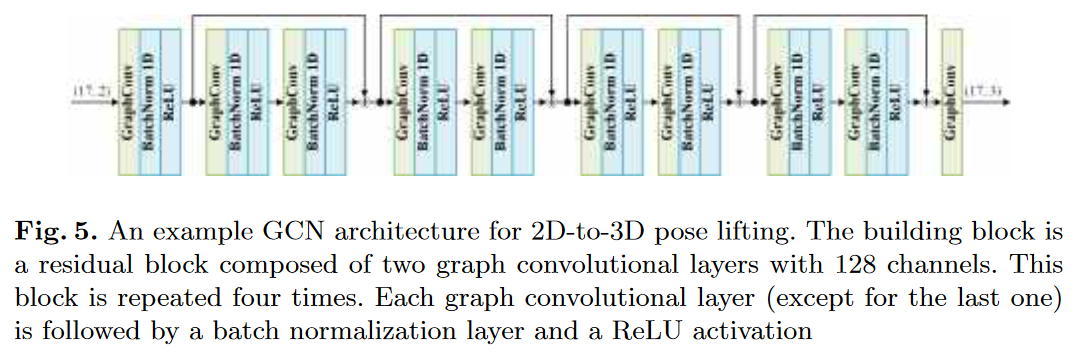 (17, 2)
GraphConv
BatchNorm 1D
ReLU
GraphConv
BatchNorm 1D
ReLU
GraphConv
BatchNorm 1D
ReLU
GraphConv
BatchNorm 1D
ReLU
GraphConv
BatchNorm 1D
ReLU
GraphConv
BatchNorm 1D
ReLU
GraphConv
BatchNorm 1D
ReLU
GraphConv
BatchNorm 1D
ReLU
GraphConv
BatchNorm 1D
ReLU
GraphConv
(17, 3)
Fig. 5. An example GCN architecture for 2D-to-3D pose lifting. The building block is
a residual block composed of two graph convolutional layers with 128 channels. This
block is repeated four times. Each graph convolutional layer (except for the last one)
is followed by a batch normalization layer and a ReLU activation